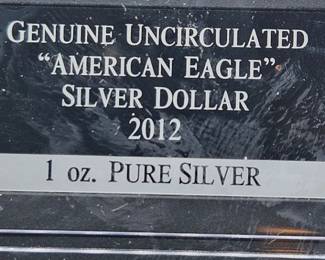 GENUINE UNCIRCULATED
“AMERICAN EAGLE”
SILVER DOLLAR
2012
1 oz. PURE SILVER